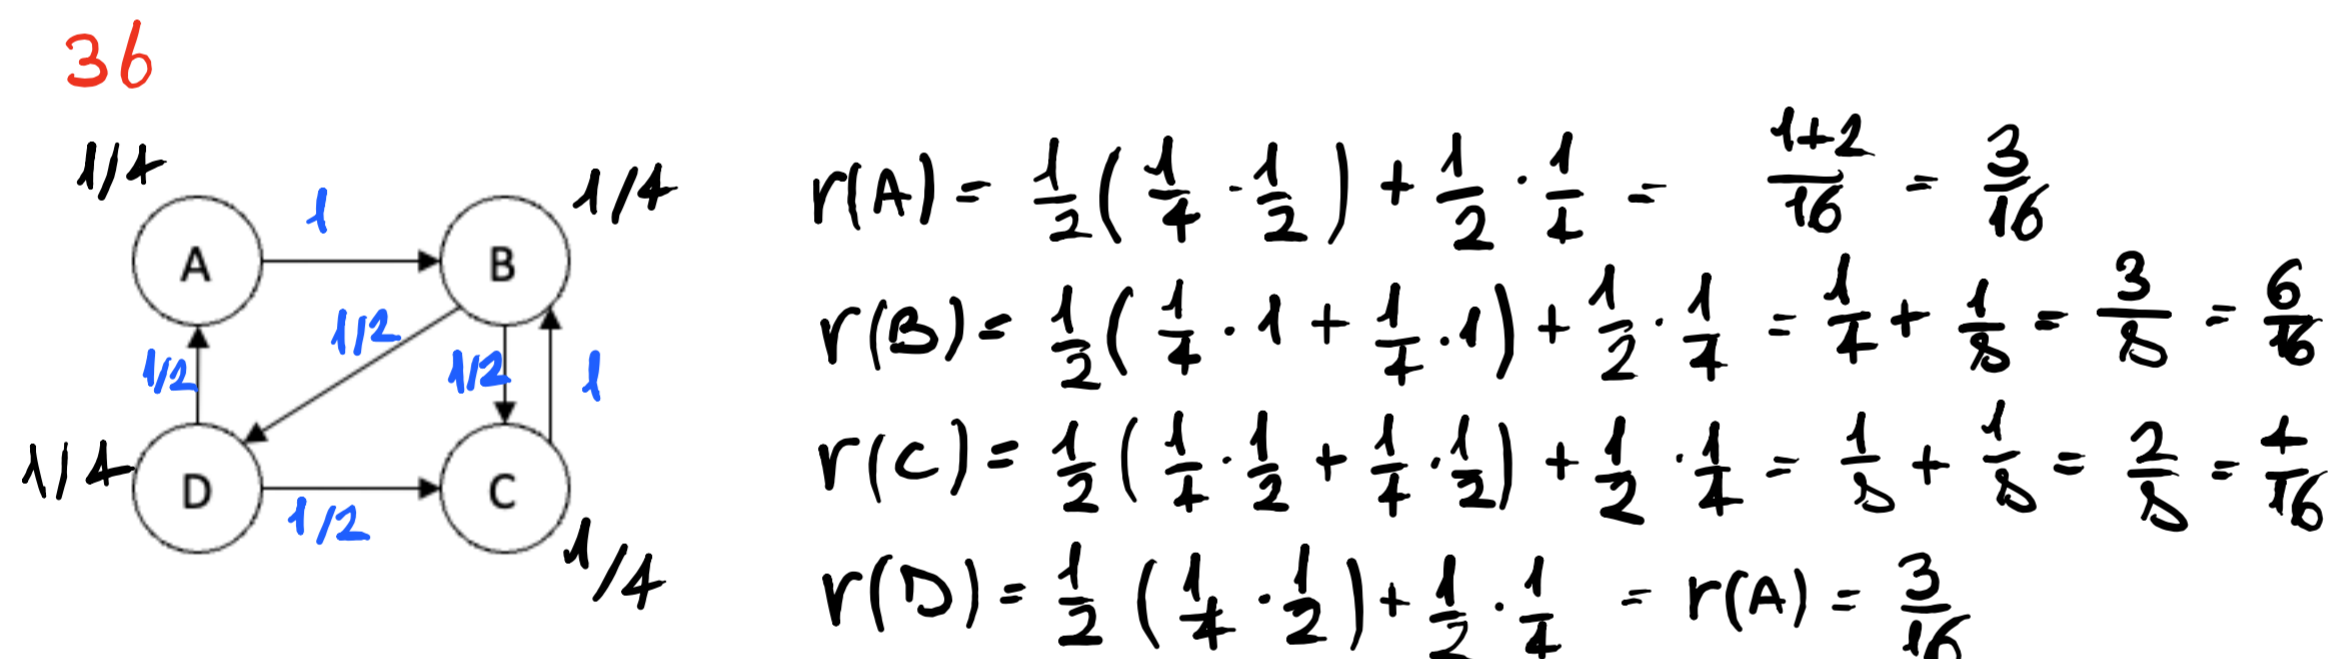 3b
1/4
1
1/4
A
B
1/2
1/2
1/2
1
1/4
D
C
1/2
1/4
r(A) = 1/2 (1/4 · 1/2) + 1/2 · 1/4 = (1+2)/16 = 3/16
r(B) = 1/2 (1/4 · 1 + 1/4 · 1) + 1/2 · 1/4 = 1/4 + 1/8 = 3/8 = 6/16
r(C) = 1/2 (1/4 · 1/2 + 1/4 · 1/2) + 1/2 · 1/4 = 1/8 + 1/8 = 2/8 = 4/16
r(D) = 1/2 (1/4 · 1/2) + 1/2 · 1/4 = r(A) = 3/16